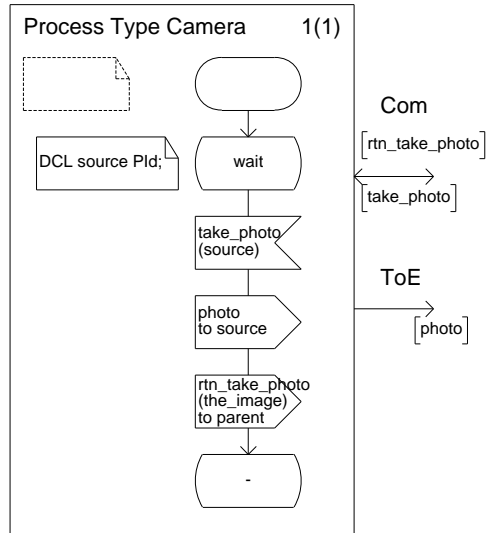 Process Type Camera 1(1)
Com
[rtn_take_photo]
DCL source PId;
wait
[take_photo]
take_photo
(source)
ToE
photo
to source
[photo]
rtn_take_photo
(the_image)
to parent
-